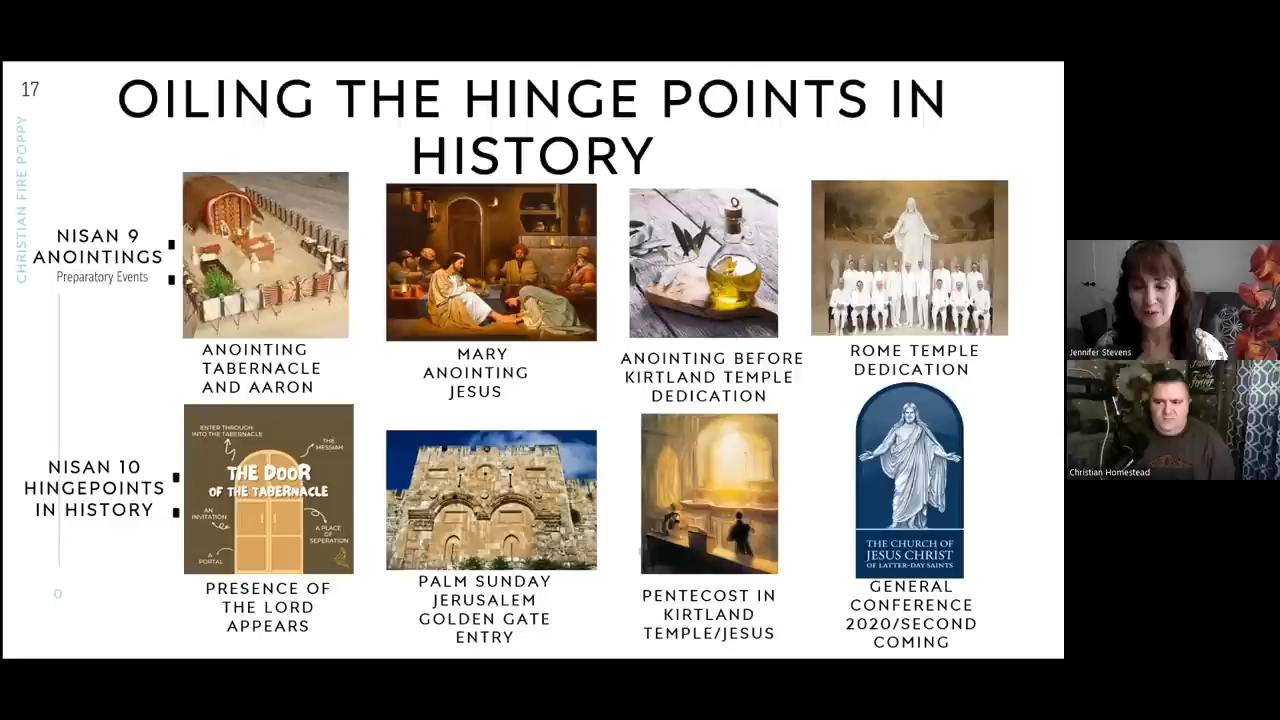 17
OILING THE HINGE POINTS IN
HISTORY
CHRISTIAN FIRE POPPY
NISAN 9
ANOINTINGS
Preparatory Events
ANOINTING
TABERNACLE
AND AARON
MARY
ANOINTING
JESUS
ANOINTING BEFORE
KIRTLAND TEMPLE
DEDICATION
ROME TEMPLE
DEDICATION
NISAN 10
HINGEPOINTS
IN HISTORY
ENTER THROUGH
INTO THE TABERNACLE
THE
MESSIAH
THE DOOR
OF THE TABERNACLE
AN
INVITATION
A PLACE
OF
SEPERATION
A
PORTAL
PRESENCE OF
THE LORD
APPEARS
PALM SUNDAY
JERUSALEM
GOLDEN GATE
ENTRY
PENTECOST IN
KIRTLAND
TEMPLE/JESUS
THE CHURCH OF
JESUS CHRIST
OF LATTER-DAY SAINTS
GENERAL
CONFERENCE
2020/SECOND
COMING
Jennifer Stevens
Christian Homestead